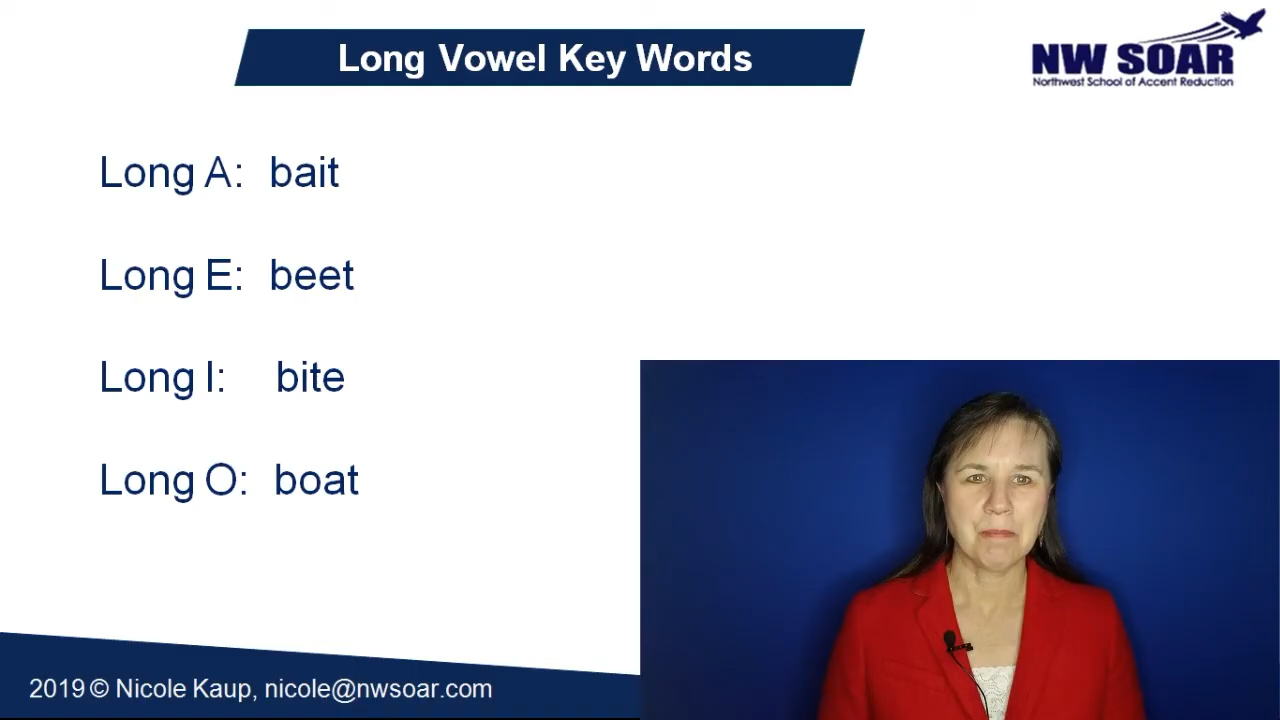 Long Vowel Key Words
NW SOAR
Northwest School of Accent Reduction
Long A: bait
Long E: beet
Long I: bite
Long O: boat
2019 © Nicole Kaup, nicole@nwsoar.com